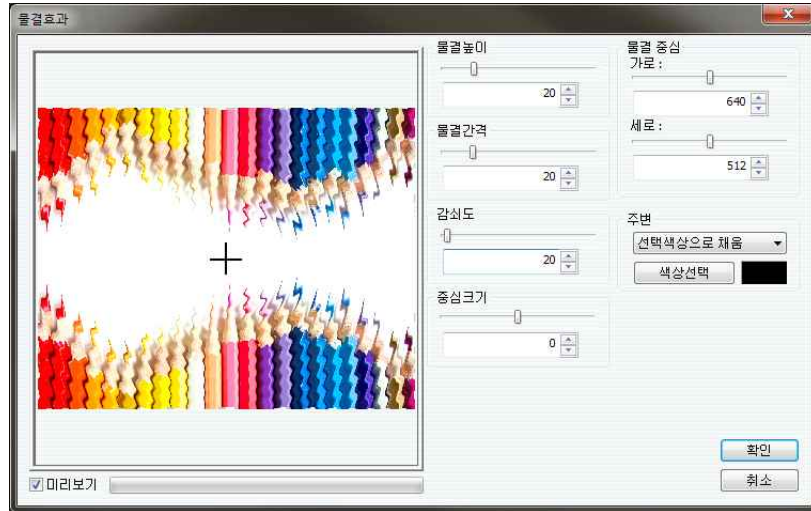 물결효과
물결높이
20
물결간격
20
감쇠도
20
중심크기
0
물결 중심
가로 :
640
세로 :
512
주변
선택색상으로 채움
색상선택
확인
취소
미리보기